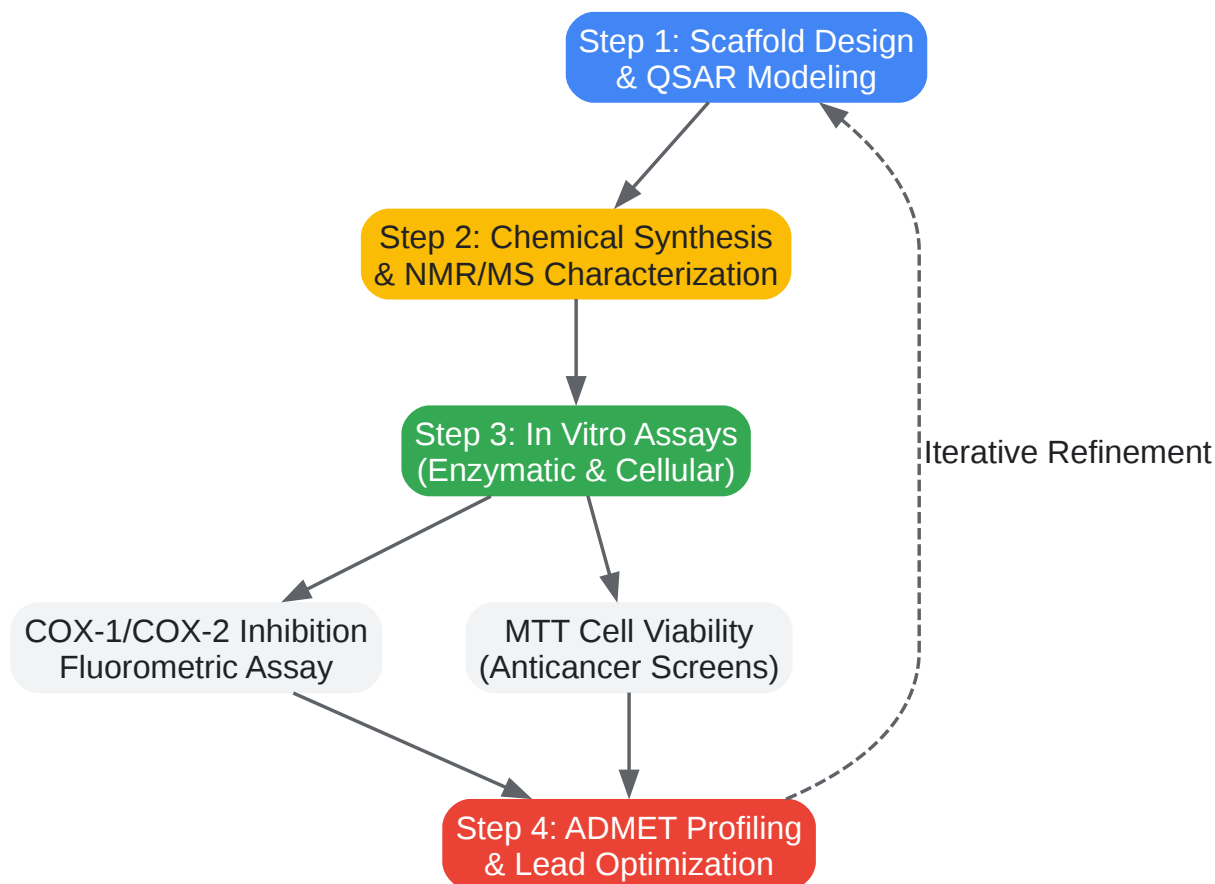 Step 1: Scaffold Design
& QSAR Modeling
Step 2: Chemical Synthesis
& NMR/MS Characterization
Step 3: In Vitro Assays
(Enzymatic & Cellular)
Iterative Refinement
COX-1/COX-2 Inhibition
Fluorometric Assay
MTT Cell Viability
(Anticancer Screens)
Step 4: ADMET Profiling
& Lead Optimization